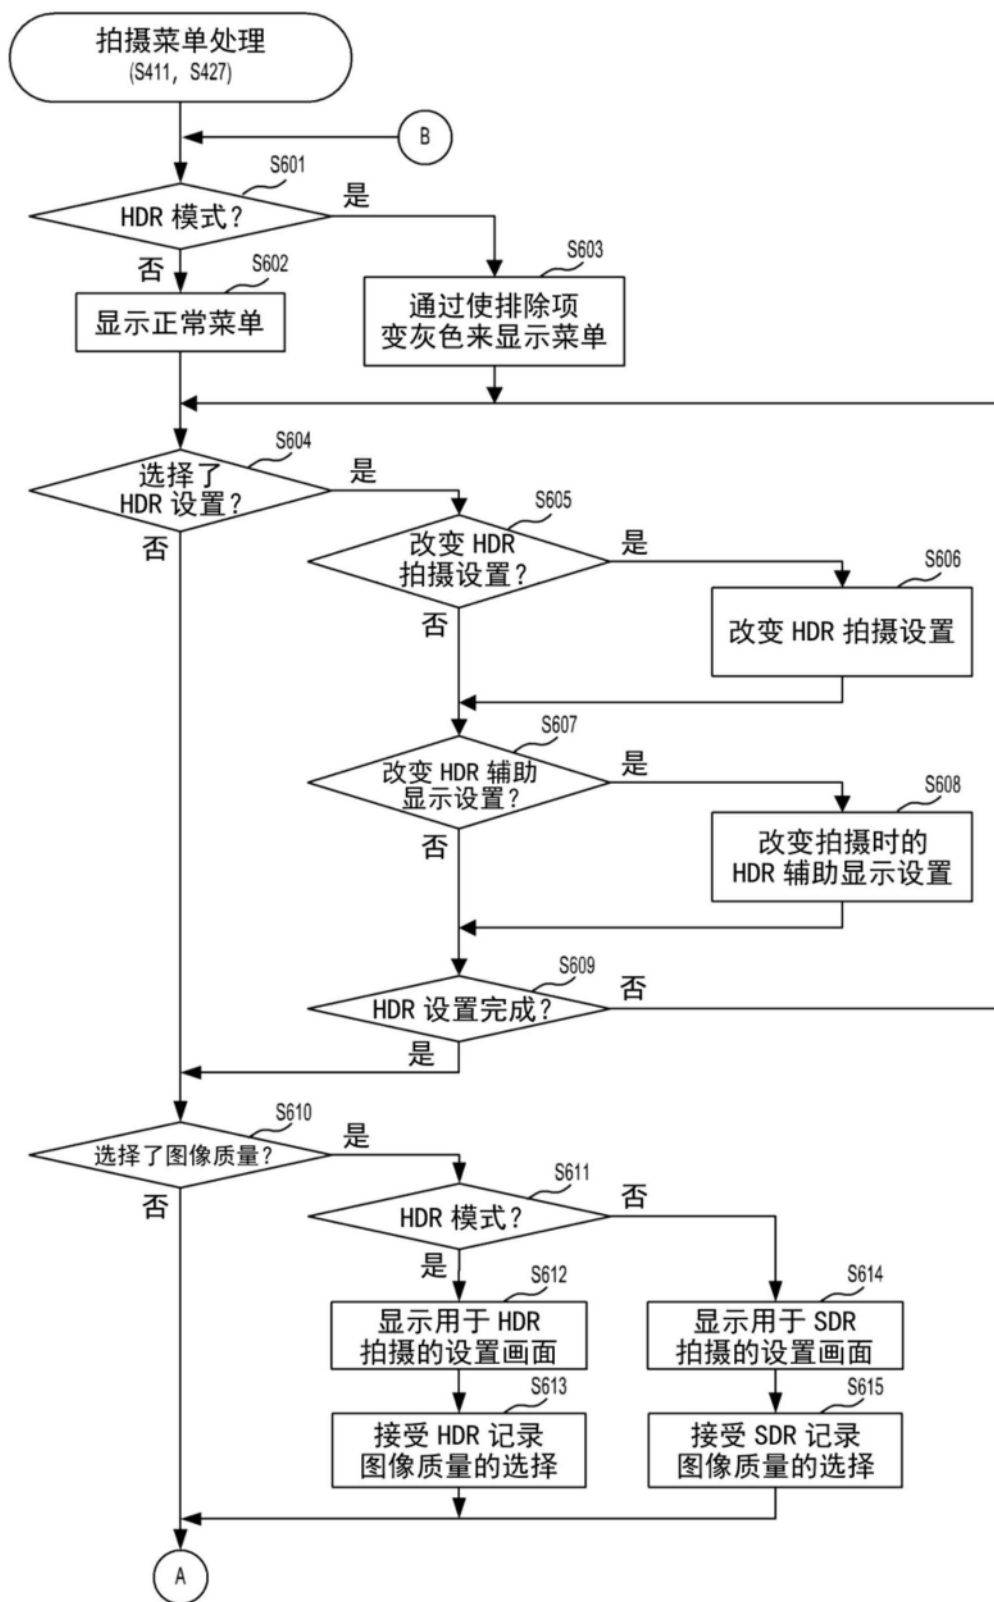 拍摄菜单处理
(S411，S427)
B
S601
HDR 模式？
是
否
S602
显示正常菜单
S603
通过使排除项
变灰色来显示菜单
S604
选择了
HDR 设置？
是
否
S605
改变 HDR
拍摄设置？
是
否
S606
改变 HDR 拍摄设置
S607
改变 HDR 辅助
显示设置？
是
否
S608
改变拍摄时的
HDR 辅助显示设置
S609
HDR 设置完成？
否
是
S610
选择了图像质量？
是
否
S611
HDR 模式？
否
是
S612
显示用于 HDR
拍摄的设置画面
S614
显示用于 SDR
拍摄的设置画面
S613
接受 HDR 记录
图像质量的选择
S615
接受 SDR 记录
图像质量的选择
A